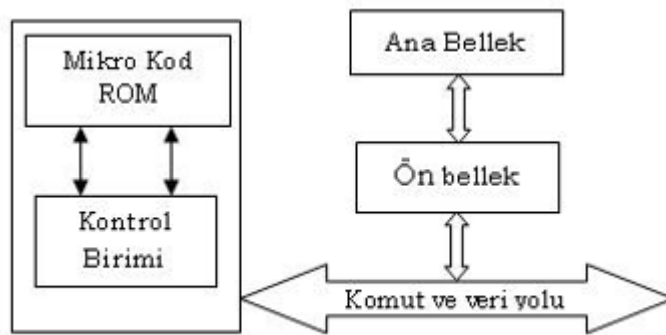 Mikro Kod
ROM
Kontrol
Birimi
Ana Bellek
Ön bellek
Komut ve veri yolu